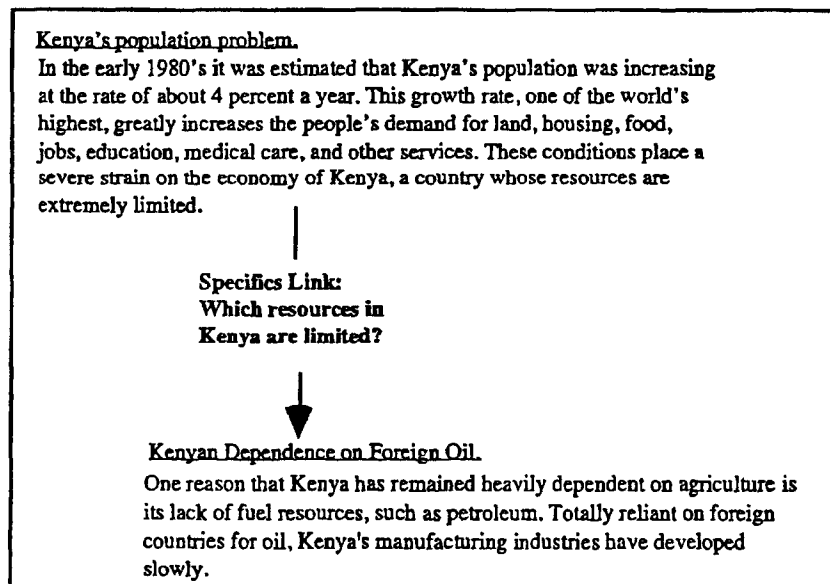 Kenya's population problem.
In the early 1980's it was estimated that Kenya's population was increasing
at the rate of about 4 percent a year. This growth rate, one of the world's
highest, greatly increases the people's demand for land, housing, food,
jobs, education, medical care, and other services. These conditions place a
severe strain on the economy of Kenya, a country whose resources are
extremely limited.
Specifics Link:
Which resources in
Kenya are limited?
Kenyan Dependence on Foreign Oil.
One reason that Kenya has remained heavily dependent on agriculture is
its lack of fuel resources, such as petroleum. Totally reliant on foreign
countries for oil, Kenya's manufacturing industries have developed
slowly.